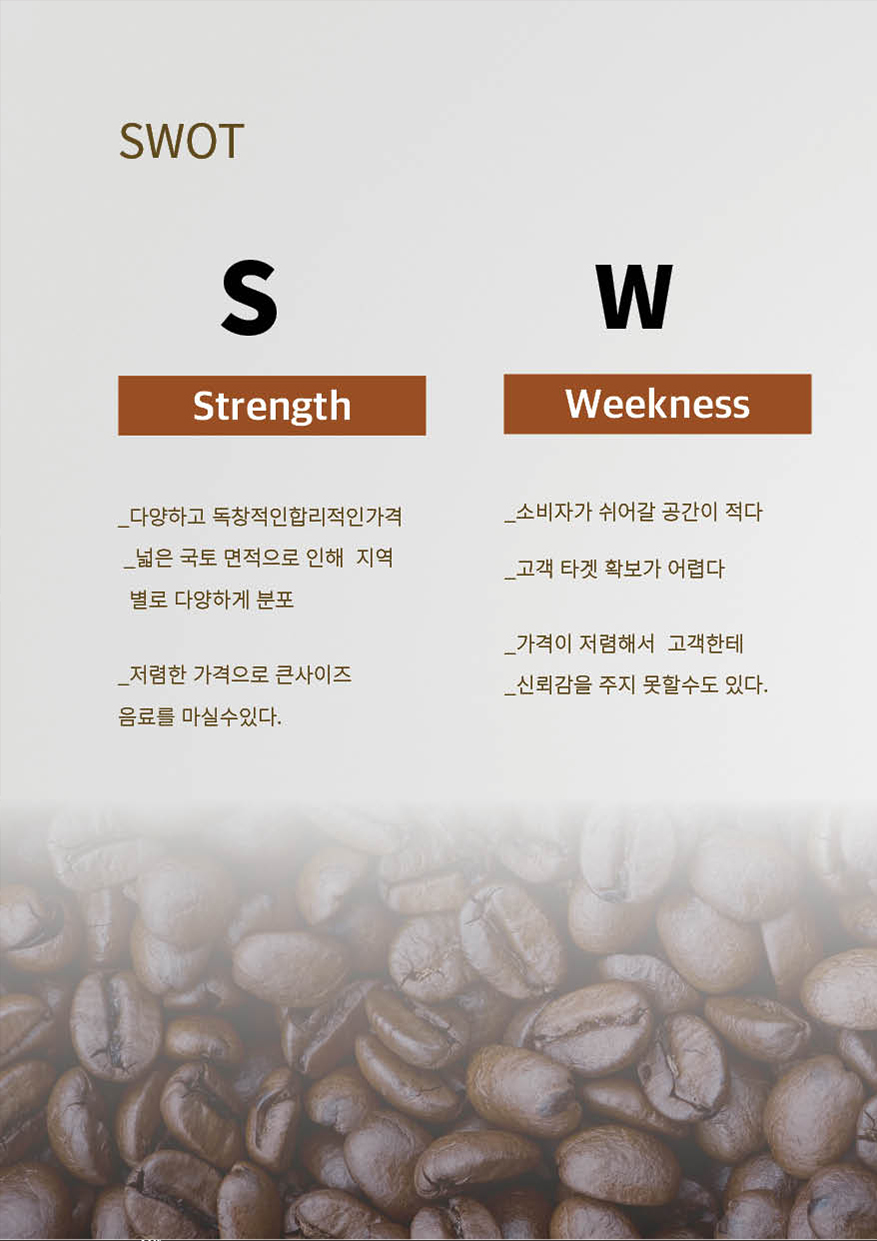 SWOT
S
Strength
_다양하고 독창적인합리적인가격
_넓은 국토 면적으로 인해 지역
별로 다양하게 분포
_저렴한 가격으로 큰사이즈
음료를 마실수있다.
W
Weekness
_소비자가 쉬어갈 공간이 적다
_고객 타겟 확보가 어렵다
_가격이 저렴해서 고객한테
_신뢰감을 주지 못할수도 있다.